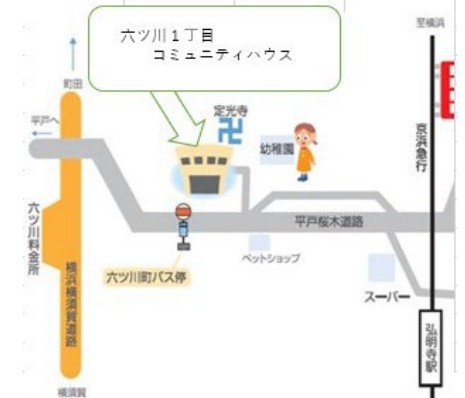 六ツ川１丁目
コミュニティハウス
至横浜
町田
平戸へ
定光寺
幼稚園
京浜急行
六ツ川料金所
横浜横須賀道路
平戸桜木道路
ペットショップ
六ツ川町バス停
スーパー
弘明寺駅
横須賀